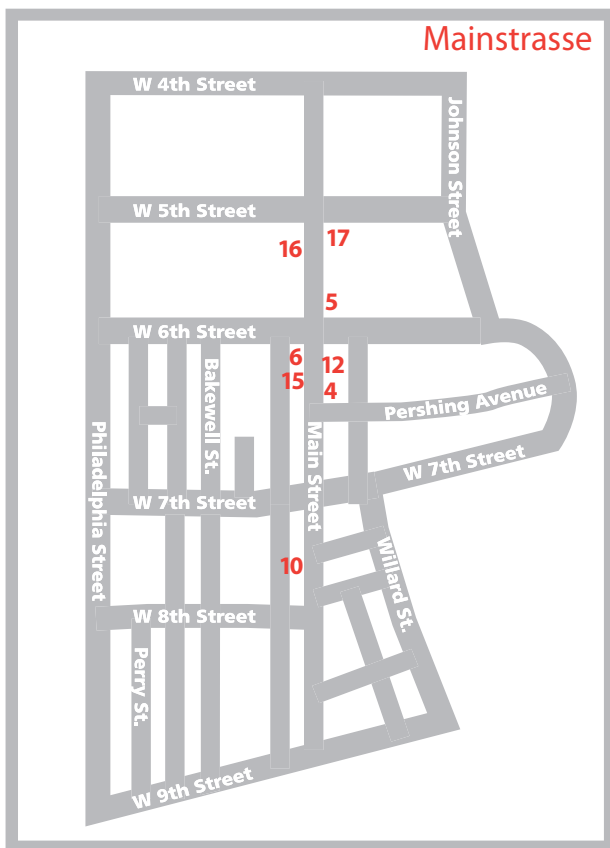 Mainstrasse
W 4th Street
Johnson Street
W 5th Street
17
16
5
W 6th Street
6
12
15
4
Bakewell St.
Pershing Avenue
Philadelphia Street
Main Street
W 7th Street
W 7th Street
10
Willard St.
W 8th Street
Perry St.
W 9th Street